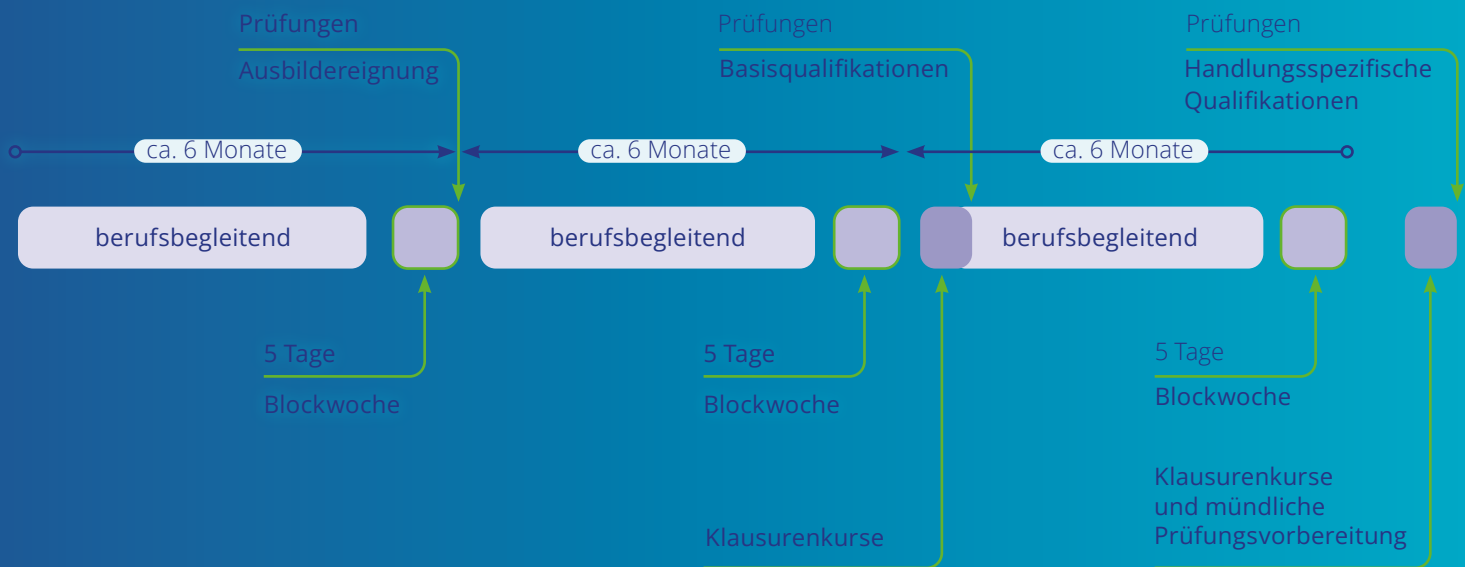 Prüfungen
Ausbildereignung
Prüfungen
Basisqualifikationen
Prüfungen
Handlungsspezifische
Qualifikationen
ca. 6 Monate
ca. 6 Monate
ca. 6 Monate
berufsbegleitend
berufsbegleitend
berufsbegleitend
5 Tage
Blockwoche
5 Tage
Blockwoche
5 Tage
Blockwoche
Klausurenkurse
Klausurenkurse
und mündliche
Prüfungsvorbereitung